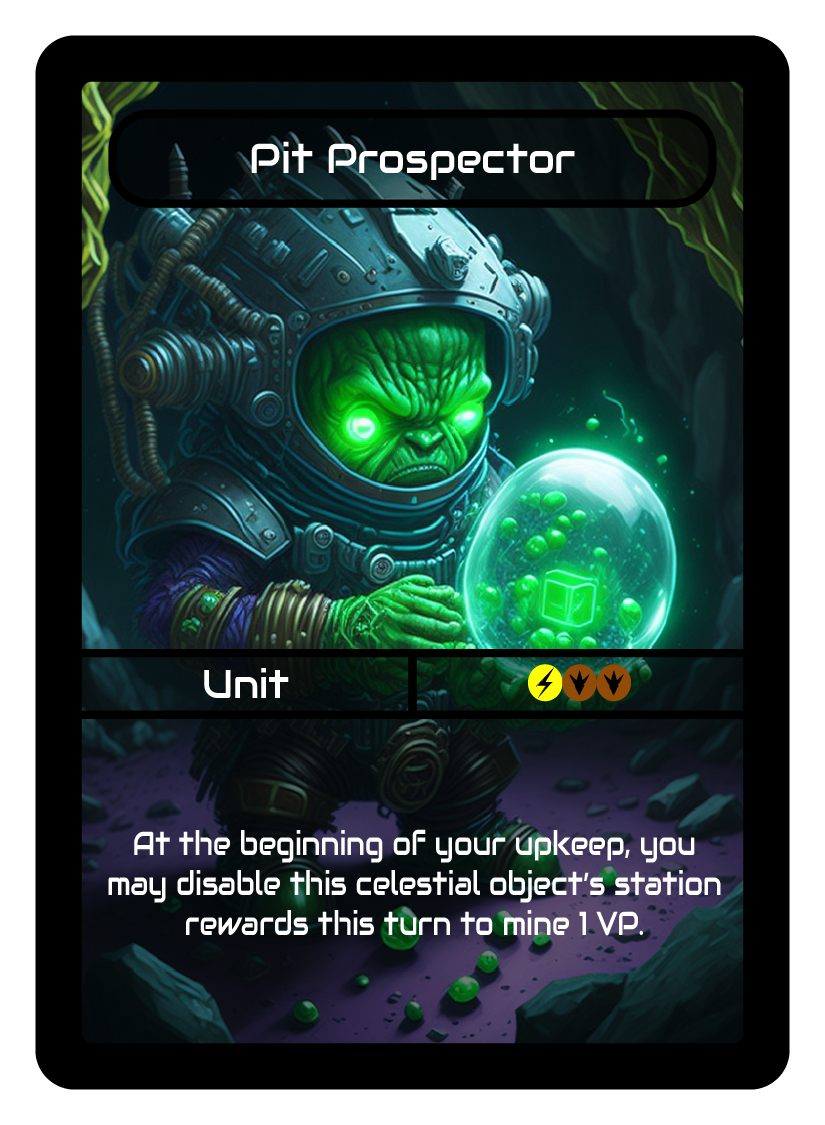 Pit Prospector
Unit
At the beginning of your upkeep, you
may disable this celestial object's station
rewards this turn to mine 1 VP.